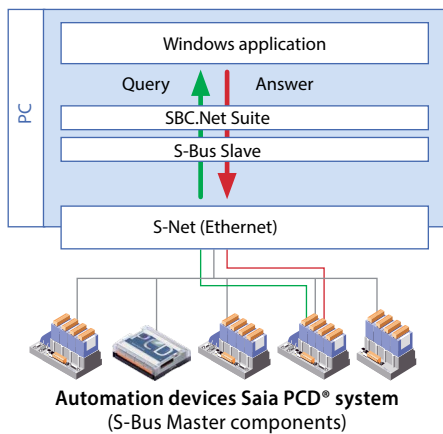 PC
Windows application
Query Answer
SBC.Net Suite
S-Bus Slave
S-Net (Ethernet)
PCD
Automation devices Saia PCD® system
(S-Bus Master components)